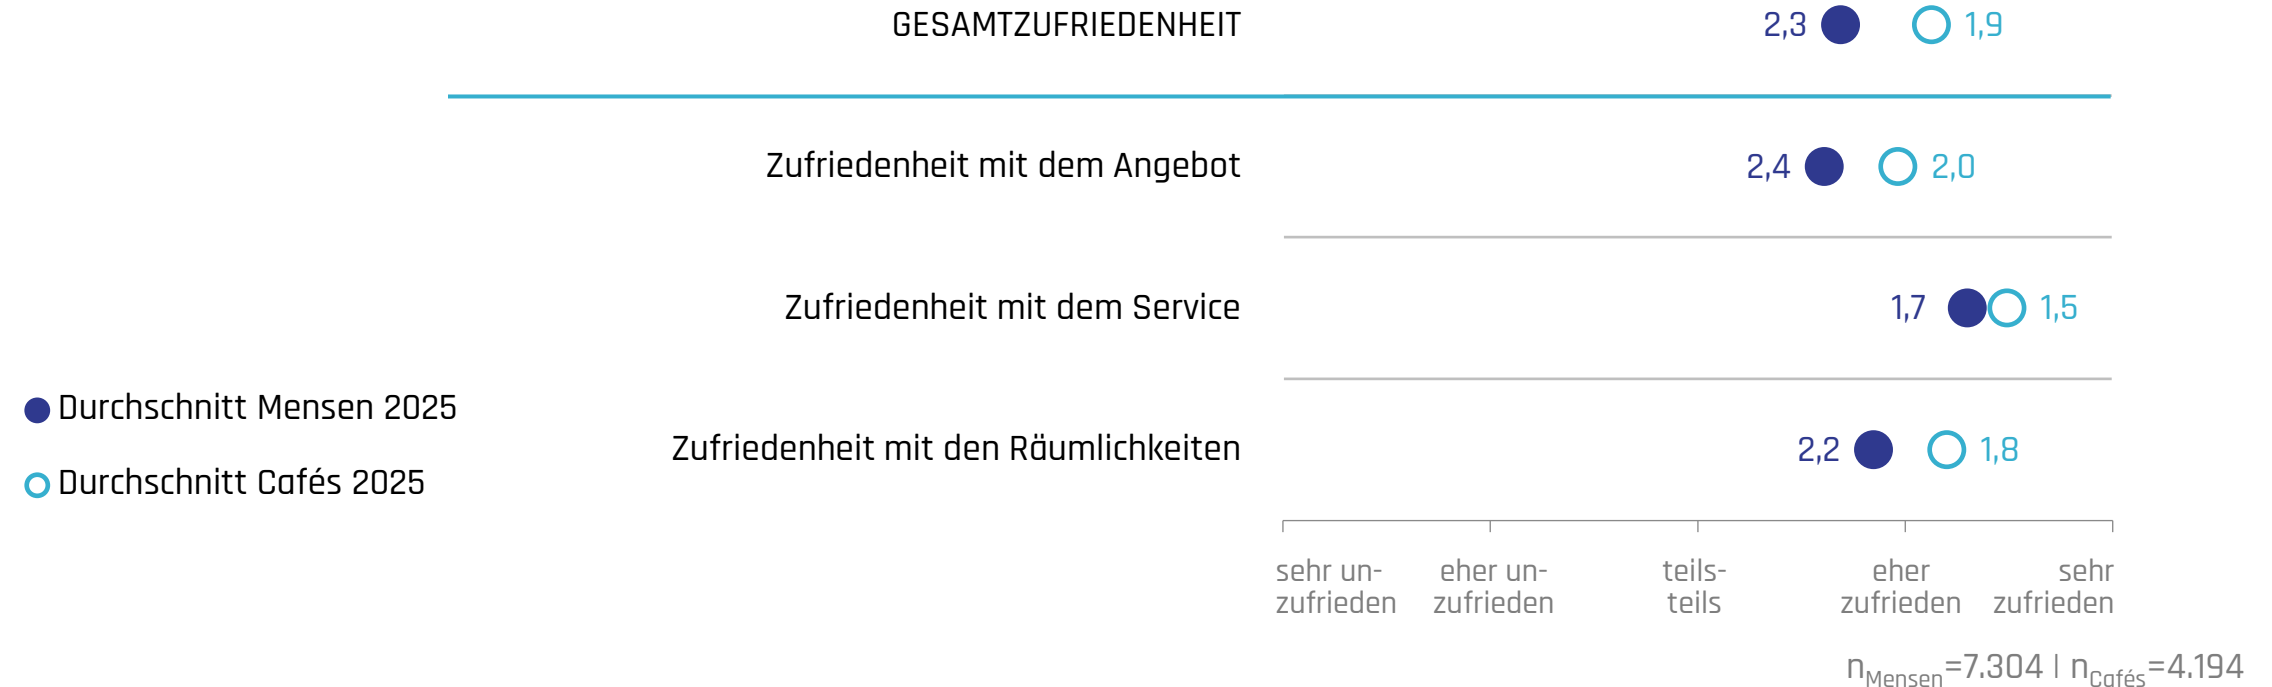 GESAMTZUFRIEDENHEIT 2,3 1,9
Zufriedenheit mit dem Angebot 2,4 2,0
Zufriedenheit mit dem Service 1,7 1,5
Durchschnitt Mensen 2025
Zufriedenheit mit den Räumlichkeiten 2,2 1,8
Durchschnitt Cafés 2025
sehr un- eher un- teils- eher sehr
zufrieden zufrieden teils zufrieden zufrieden
nMensen=7.304 | nCafés=4.194